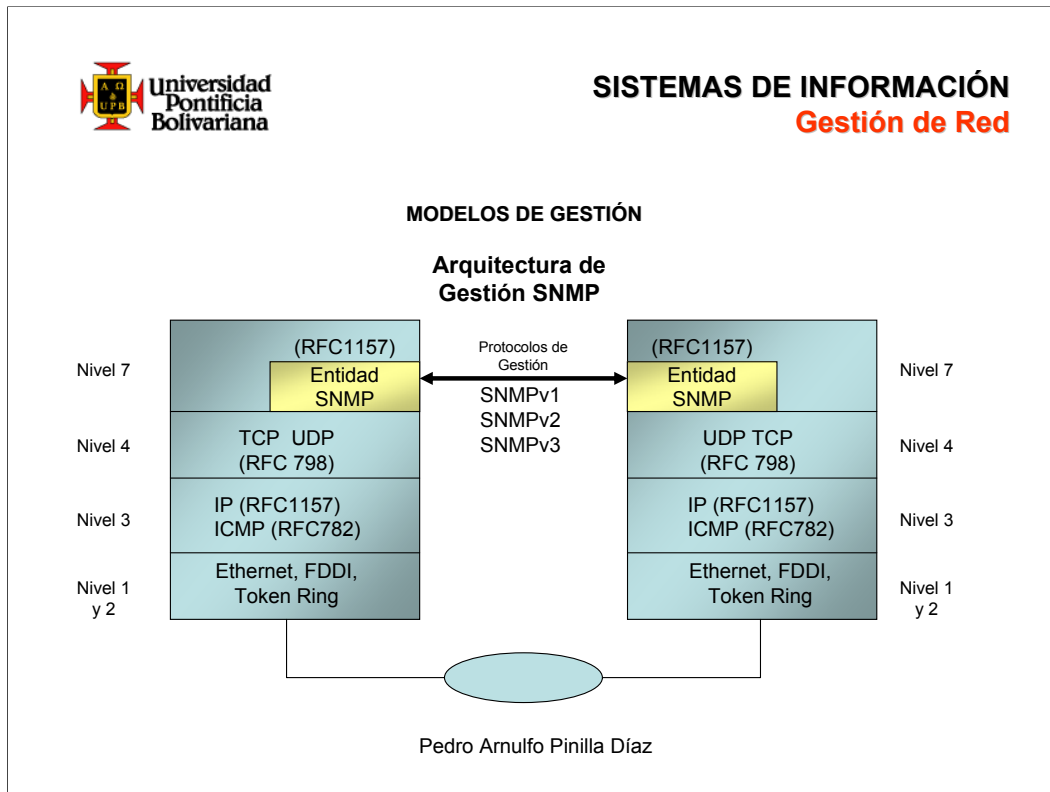 A Ω
UPB
Universidad
Pontificia
Bolivariana
SISTEMAS DE INFORMACIÓN
Gestión de Red
MODELOS DE GESTIÓN
Arquitectura de
Gestión SNMP
Nivel 7
(RFC1157)
Entidad
SNMP
Protocolos de
Gestión
SNMPv1
SNMPv2
SNMPv3
(RFC1157)
Entidad
SNMP
Nivel 7
Nivel 4
TCP UDP
(RFC 798)
UDP TCP
(RFC 798)
Nivel 4
Nivel 3
IP (RFC1157)
ICMP (RFC782)
IP (RFC1157)
ICMP (RFC782)
Nivel 3
Nivel 1
y 2
Ethernet, FDDI,
Token Ring
Ethernet, FDDI,
Token Ring
Nivel 1
y 2
Pedro Arnulfo Pinilla Díaz